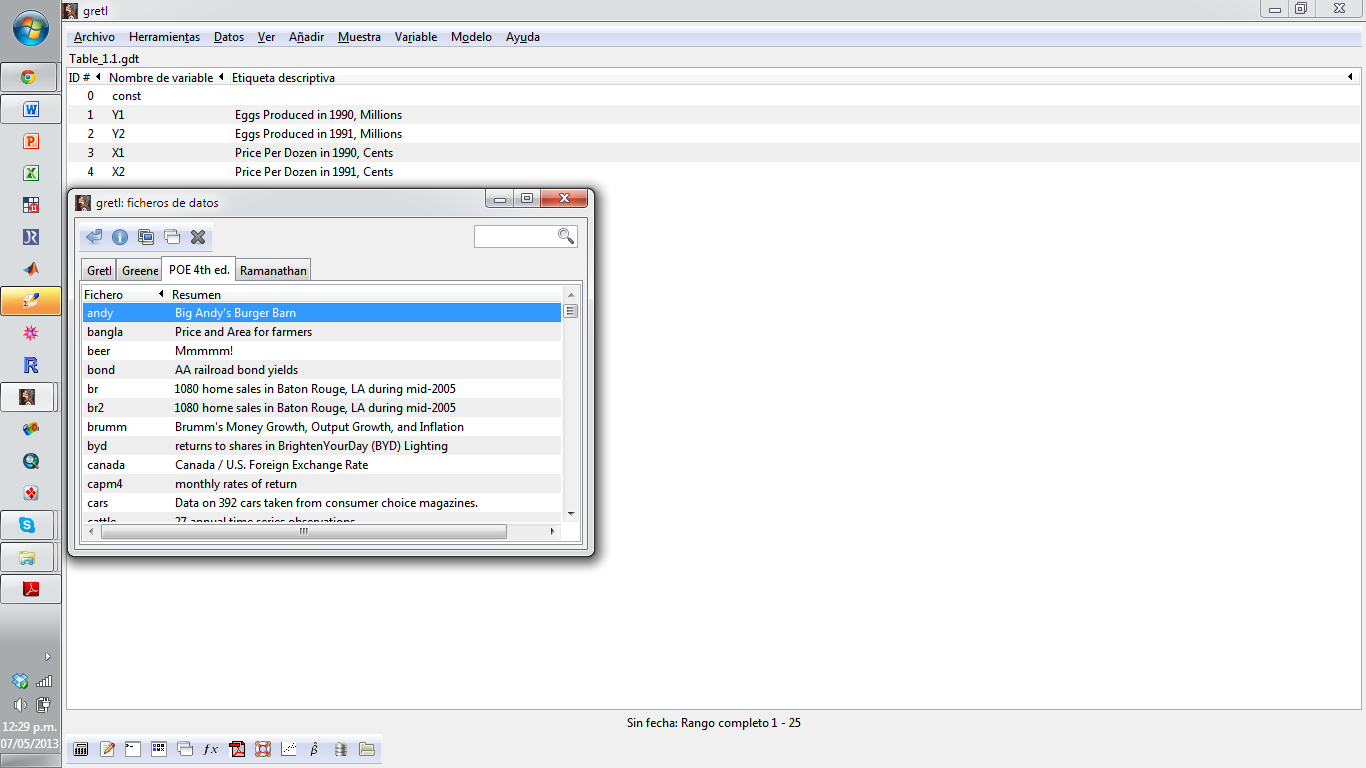 gretl
Archivo Herramientas Datos Ver Añadir Muestra Variable Modelo Ayuda
Table_1.1.gdt
ID # Nombre de variable Etiqueta descriptiva
0 const
1 Y1 Eggs Produced in 1990, Millions
2 Y2 Eggs Produced in 1991, Millions
3 X1 Price Per Dozen in 1990, Cents
4 X2 Price Per Dozen in 1991, Cents
gretl: ficheros de datos
Gretl Greene POE 4th ed. Ramanathan
Fichero Resumen
andy Big Andy's Burger Barn
bangla Price and Area for farmers
beer Mmmmm!
bond AA railroad bond yields
br 1080 home sales in Baton Rouge, LA during mid-2005
br2 1080 home sales in Baton Rouge, LA during mid-2005
brumm Brumm's Money Growth, Output Growth, and Inflation
byd returns to shares in BrightenYourDay (BYD) Lighting
canada Canada / U.S. Foreign Exchange Rate
capm4 monthly rates of return
cars Data on 392 cars taken from consumer choice magazines.
cattle 27 annual time series observations
Sin fecha: Rango completo 1 - 25
fx β̂
12:29 p.m.
07/05/2013